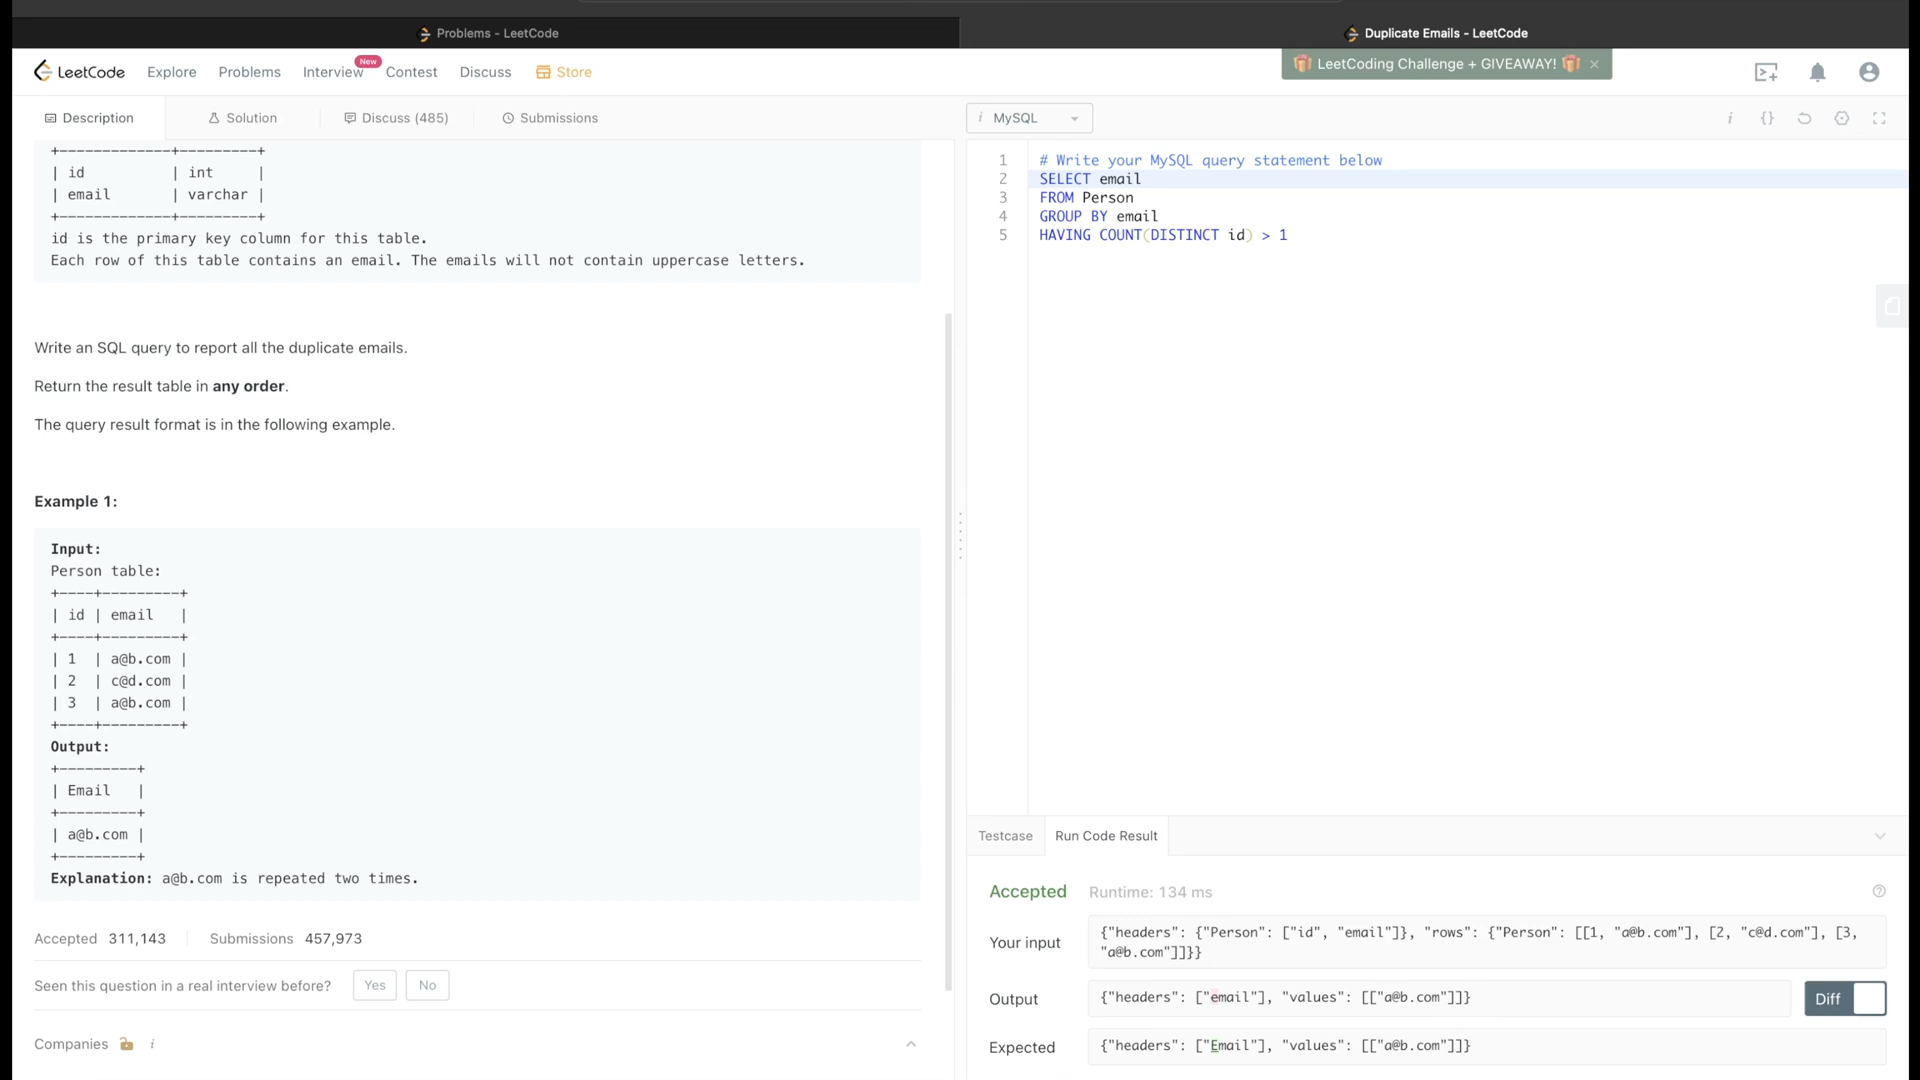 Problems - LeetCode
Duplicate Emails - LeetCode
LeetCode Explore Problems Interview New Contest Discuss Store
LeetCoding Challenge + GIVEAWAY! ×
Description Solution Discuss (485) Submissions
i MySQL
i {}
+-------------+---------+
| id          | int     |
| email       | varchar |
+-------------+---------+
id is the primary key column for this table.
Each row of this table contains an email. The emails will not contain uppercase letters.
Write an SQL query to report all the duplicate emails.
Return the result table in any order.
The query result format is in the following example.
Example 1:
Input:
Person table:
+----+---------+
| id | email   |
+----+---------+
| 1  | a@b.com |
| 2  | c@d.com |
| 3  | a@b.com |
+----+---------+
Output:
+---------+
| Email   |
+---------+
| a@b.com |
+---------+
Explanation: a@b.com is repeated two times.
Accepted 311,143 Submissions 457,973
Seen this question in a real interview before? Yes No
Companies i
1 # Write your MySQL query statement below
2 SELECT email
3 FROM Person
4 GROUP BY email
5 HAVING COUNT(DISTINCT id) > 1
Testcase Run Code Result
Accepted Runtime: 134 ms
Your input {"headers": {"Person": ["id", "email"]}, "rows": {"Person": [[1, "a@b.com"], [2, "c@d.com"], [3,
"a@b.com"]]}}
Output {"headers": ["email"], "values": [["a@b.com"]]} Diff
Expected {"headers": ["Email"], "values": [["a@b.com"]]}